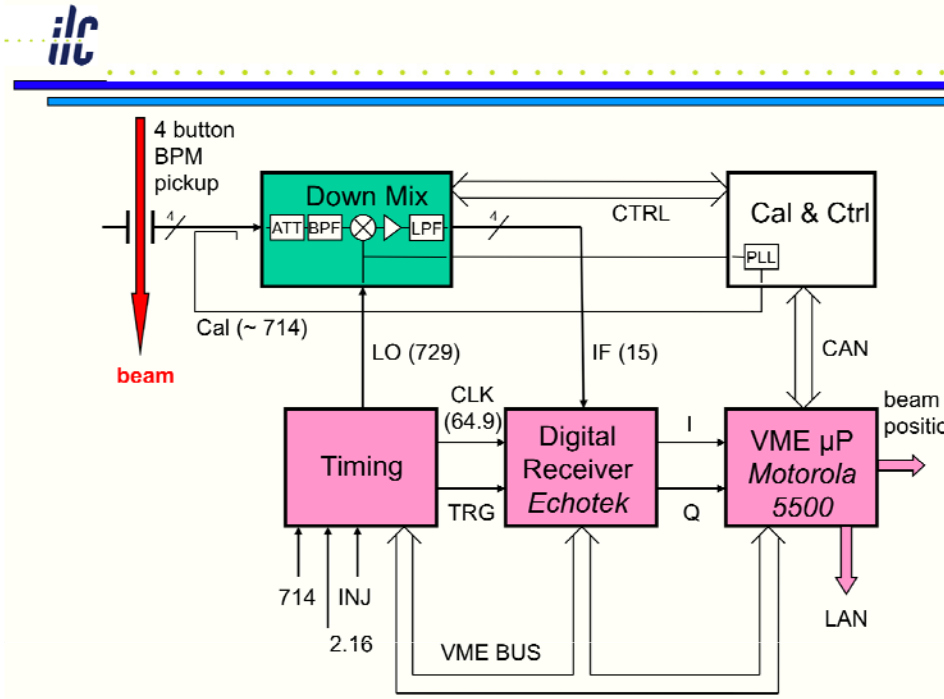 ilc
4 button
BPM
pickup
4
Down Mix
ATT
BPF
LPF
4
CTRL
Cal & Ctrl
PLL
Cal (~ 714)
LO (729)
IF (15)
CAN
beam
CLK
(64.9)
beam
positio
Timing
Digital
Receiver
Echotek
I
VME µP
Motorola
5500
TRG
Q
714
INJ
2.16
VME BUS
LAN